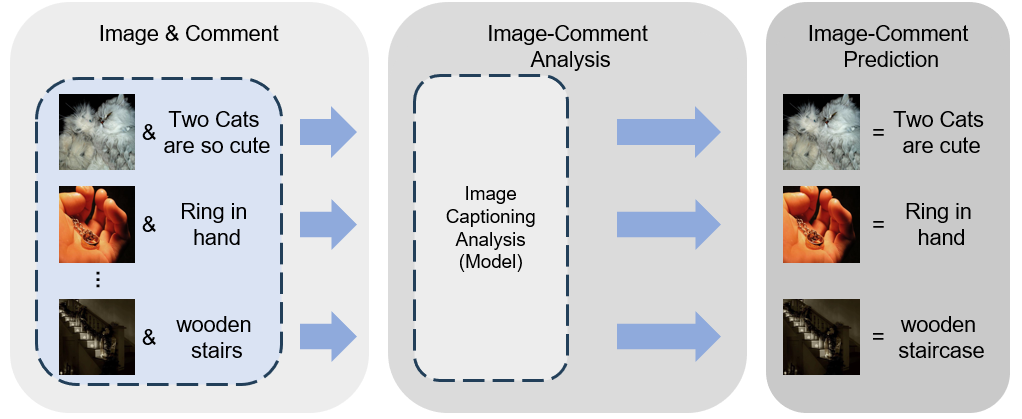 Image & Comment
& Two Cats
are so cute
& Ring in
hand
...
& wooden
stairs
Image-Comment
Analysis
Image
Captioning
Analysis
(Model)
Image-Comment
Prediction
= Two Cats
are cute
= Ring in
hand
= wooden
staircase